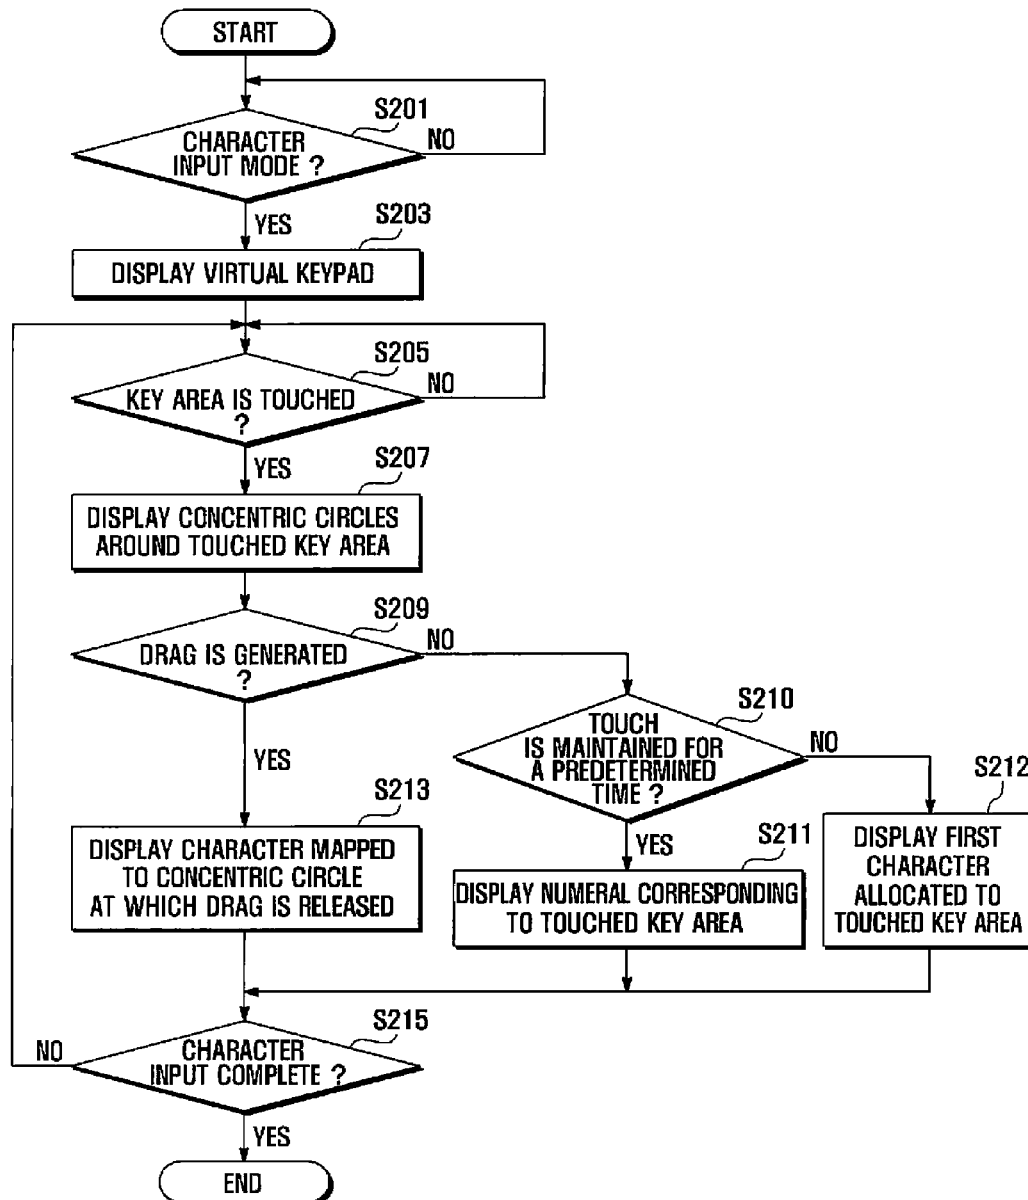 START
S201
CHARACTER
INPUT MODE ?
NO
YES
S203
DISPLAY VIRTUAL KEYPAD
S205
KEY AREA IS TOUCHED
?
NO
YES
S207
DISPLAY CONCENTRIC CIRCLES
AROUND TOUCHED KEY AREA
S209
DRAG IS GENERATED
?
NO
YES
S210
TOUCH
IS MAINTAINED FOR
A PREDETERMINED
TIME ?
NO
YES
S213
DISPLAY CHARACTER MAPPED
TO CONCENTRIC CIRCLE
AT WHICH DRAG IS RELEASED
S211
DISPLAY NUMERAL CORRESPONDING
TO TOUCHED KEY AREA
S212
DISPLAY FIRST
CHARACTER
ALLOCATED TO
TOUCHED KEY AREA
S215
CHARACTER
INPUT COMPLETE ?
NO
YES
END